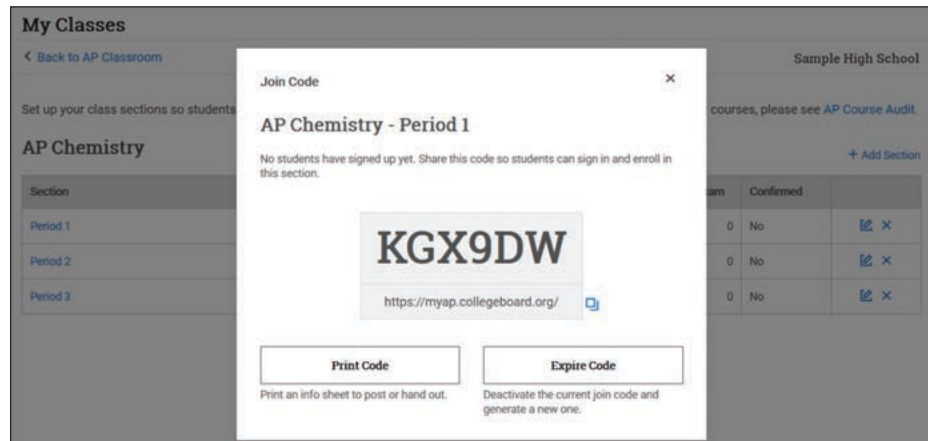 My Classes
< Back to AP Classroom
Sample High School
Set up your class sections so students
courses, please see AP Course Audit.
AP Chemistry
+ Add Section
Section
am
Confirmed
Period 1
0
No
Period 2
0
No
Period 3
0
No
Join Code
×
AP Chemistry - Period 1
No students have signed up yet. Share this code so students can sign in and enroll in
this section.
KGX9DW
https://myap.collegeboard.org/
Print Code
Expire Code
Print an info sheet to post or hand out.
Deactivate the current join code and
generate a new one.